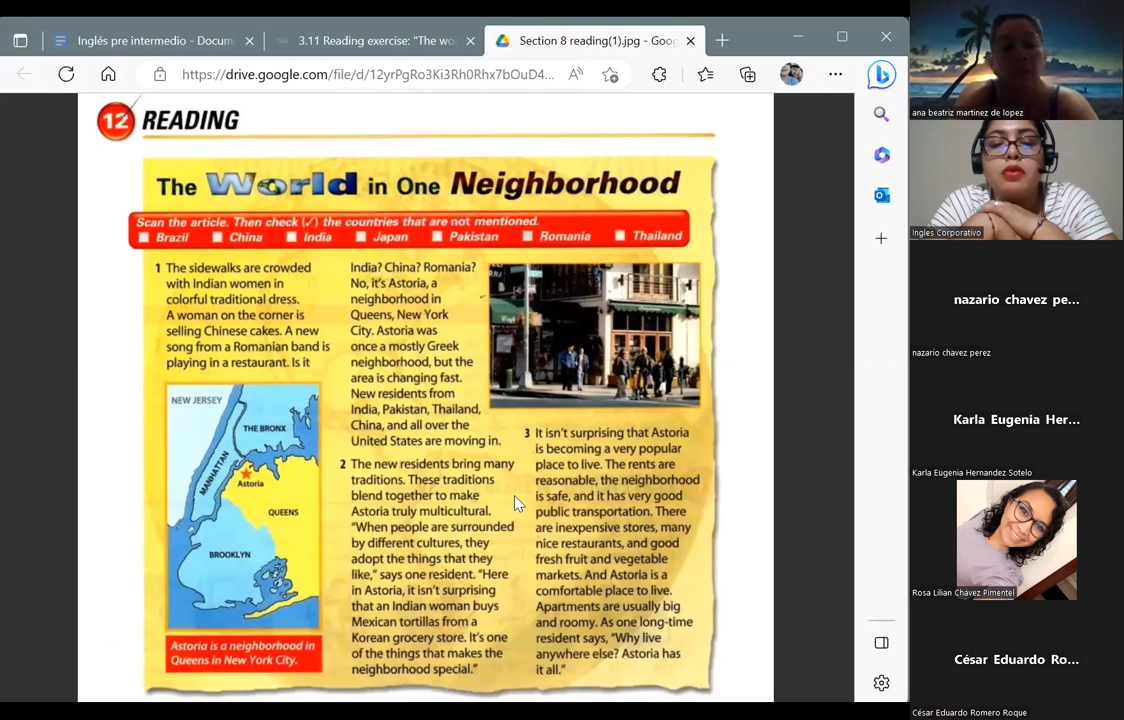 Inglés pre intermedio - Docum
3.11 Reading exercise: "The wo
Section 8 reading(1).jpg - Goog
https://drive.google.com/file/d/12yrPgRo3Ki3Rh0Rhx7bOuD4...
12 READING
The World in One Neighborhood
Scan the article. Then check (✓) the countries that are not mentioned.
Brazil China India Japan Pakistan Romania Thailand
1 The sidewalks are crowded
with Indian women in
colorful traditional dress.
A woman on the corner is
selling Chinese cakes. A new
song from a Romanian band is
playing in a restaurant. Is it
India? China? Romania?
No, it's Astoria, a
neighborhood in
Queens, New York
City. Astoria was
once a mostly Greek
neighborhood, but the
area is changing fast.
New residents from
India, Pakistan, Thailand,
China, and all over the
United States are moving in.
2 The new residents bring many
traditions. These traditions
blend together to make
Astoria truly multicultural.
"When people are surrounded
by different cultures, they
adopt the things that they
like," says one resident. "Here
in Astoria, it isn't surprising
that an Indian woman buys
Mexican tortillas from a
Korean grocery store. It's one
of the things that makes the
neighborhood special."
3 It isn't surprising that Astoria
is becoming a very popular
place to live. The rents are
reasonable, the neighborhood
is safe, and it has very good
public transportation. There
are inexpensive stores, many
nice restaurants, and good
fresh fruit and vegetable
markets. And Astoria is a
comfortable place to live.
Apartments are usually big
and roomy. As one long-time
resident says, "Why live
anywhere else? Astoria has
it all."
NEW JERSEY
THE BRONX
MANHATTAN
Astoria
QUEENS
BROOKLYN
Astoria is a neighborhood in
Queens in New York City.
ana beatriz martinez de lopez
Ingles Corporativo
nazario chavez pe...
nazario chavez perez
Karla Eugenia Her...
Karla Eugenia Hernandez Sotelo
Rosa Lilian Chávez Pimentel
César Eduardo Ro...
César Eduardo Romero Roque